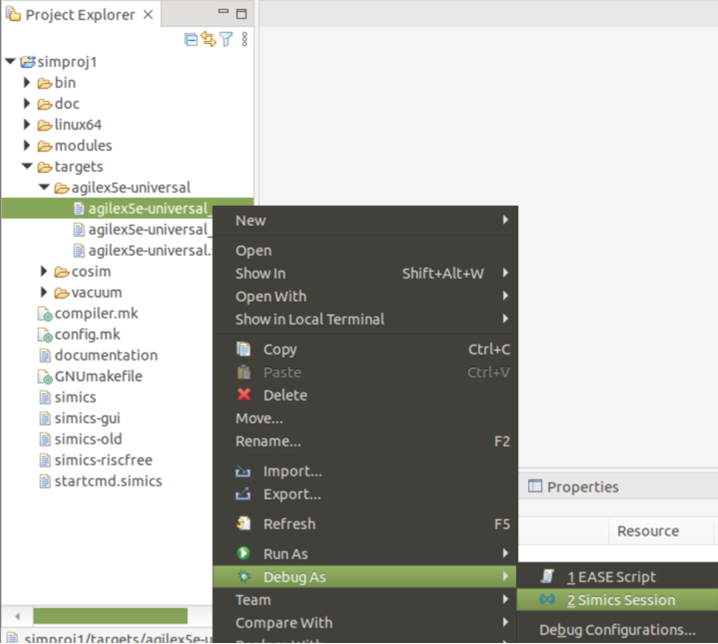 Project Explorer
simproj1
bin
doc
linux64
modules
targets
agilex5e-universal
agilex5e-universal_
agilex5e-universal_
agilex5e-universal.
cosim
vacuum
compiler.mk
config.mk
documentation
GNUmakefile
simics
simics-gui
simics-old
simics-riscfree
startcmd.simics
simproj1/targets/agilex5e-u
New
Open
Show In Shift+Alt+W
Open With
Show in Local Terminal
Copy Ctrl+C
Paste Ctrl+V
Delete
Move...
Rename... F2
Import...
Export...
Refresh F5
Run As
Debug As
Team
Compare With
Replace With
Properties
Resource
1 EASE Script
2 Simics Session
Debug Configurations...